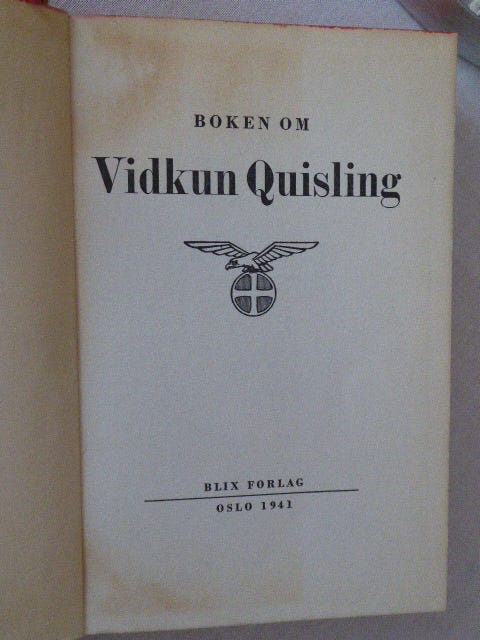 BOKEN OM
Vidkun Quisling
BLIX FORLAG
OSLO 1941